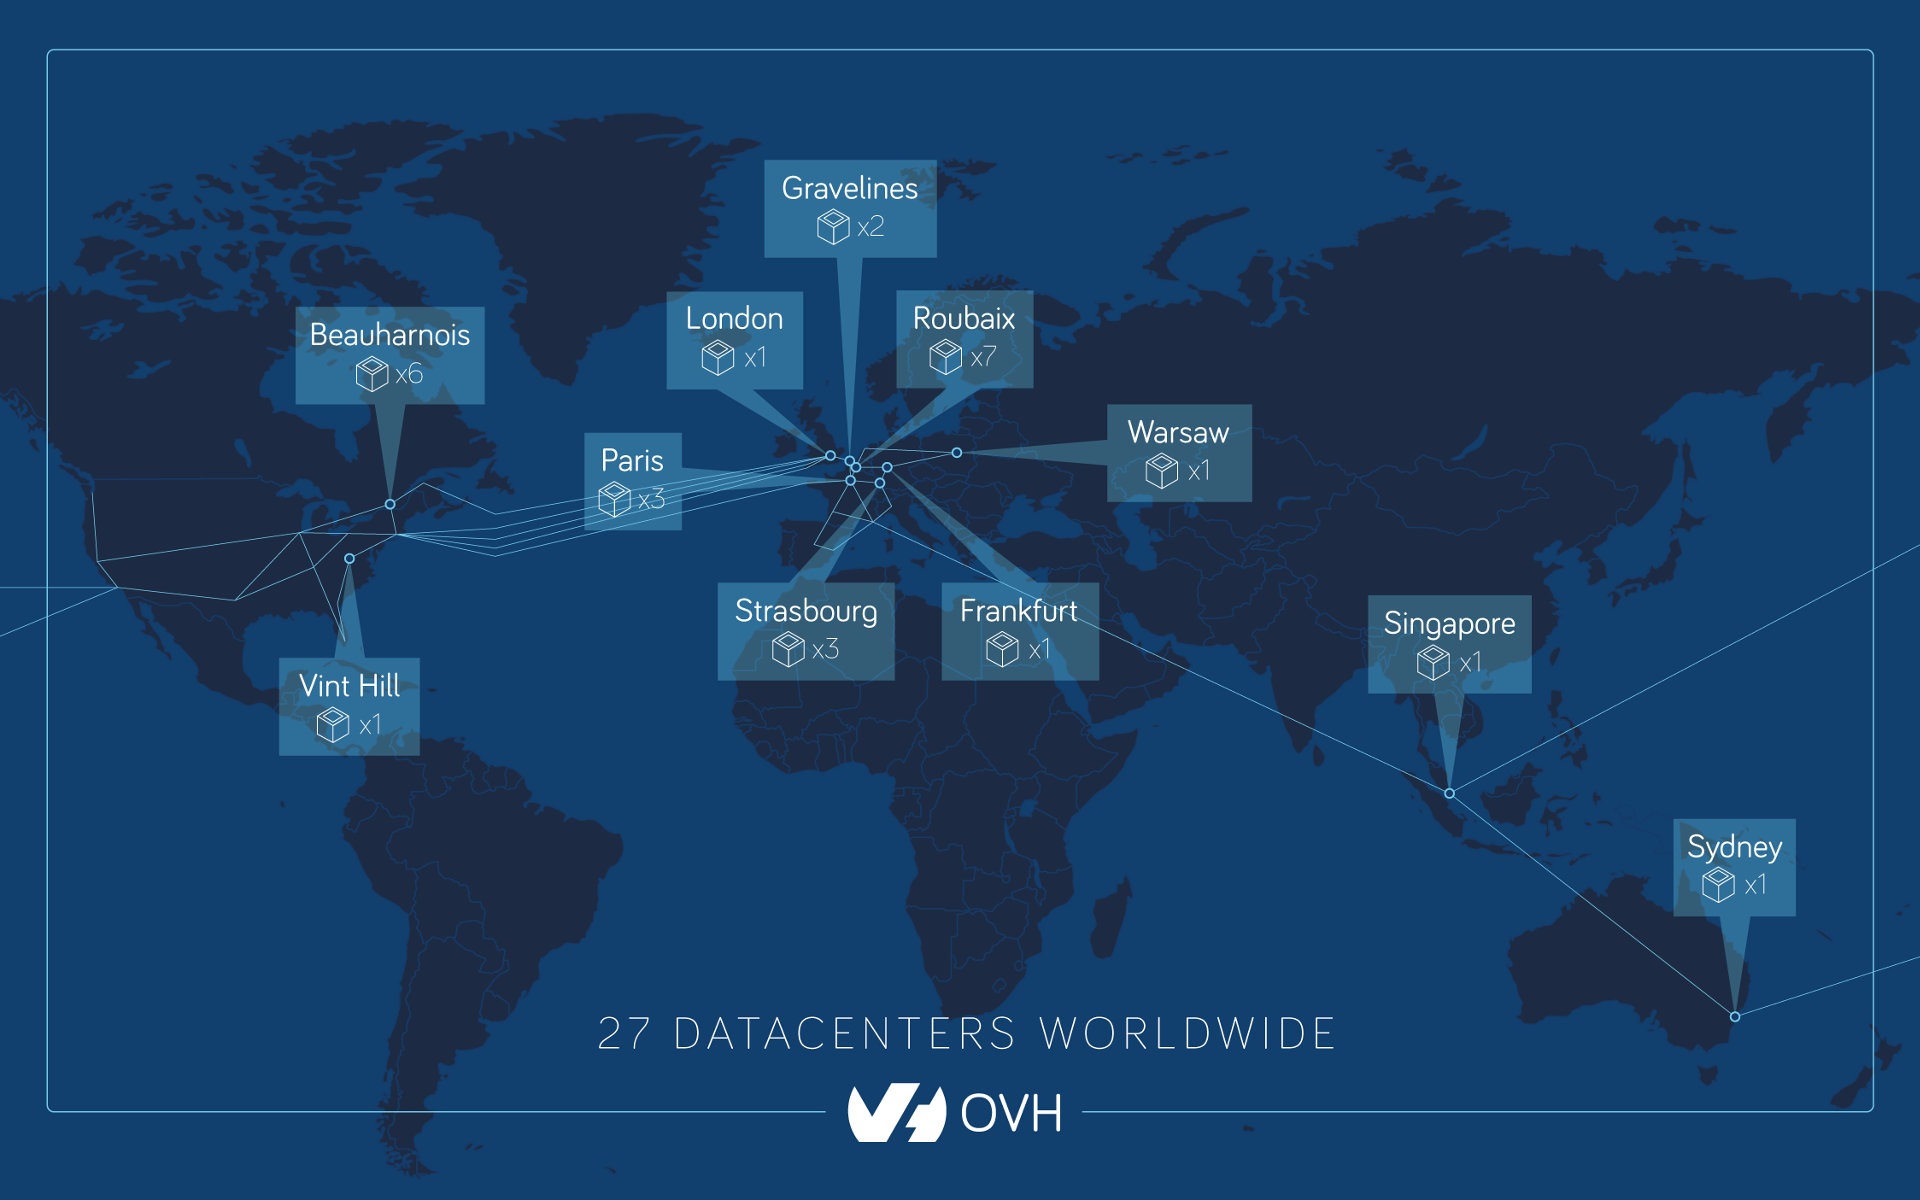 Gravelines
x2
London
x1
Roubaix
x7
Beauharnois
x6
Warsaw
x1
Paris
x3
Strasbourg
x3
Frankfurt
x1
Singapore
x1
Vint Hill
x1
Sydney
x1
27 DATACENTERS WORLDWIDE
OVH